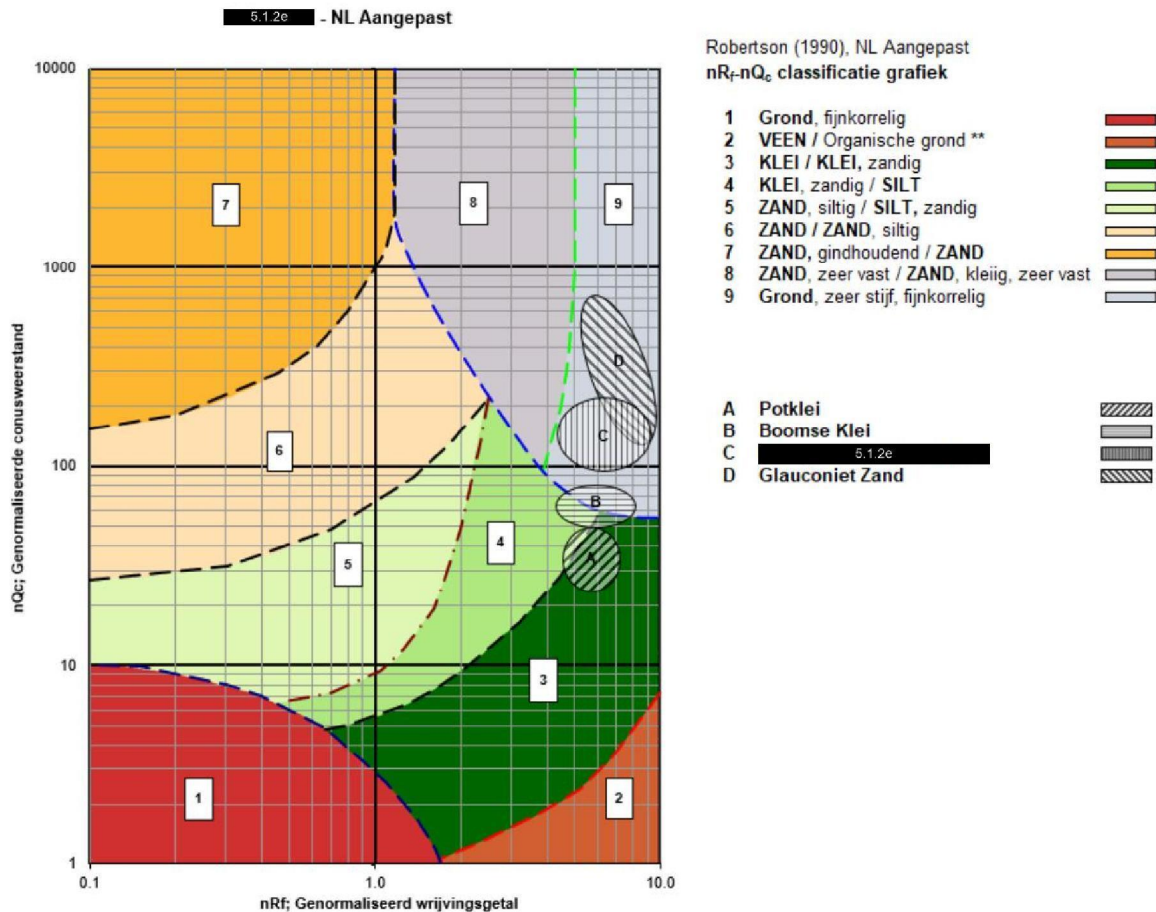 5.1.2e - NL Aangepast
Robertson (1990), NL Aangepast
nRf-nQc classificatie grafiek
1 Grond, fijnkorrelig
2 VEEN / Organische grond **
3 KLEI / KLEI, zandig
4 KLEI, zandig / SILT
5 ZAND, siltig / SILT, zandig
6 ZAND / ZAND, siltig
7 ZAND, gindhoudend / ZAND
8 ZAND, zeer vast / ZAND, kleiig, zeer vast
9 Grond, zeer stijf, fijnkorrelig
A Potklei
B Boomse Klei
C 5.1.2e
D Glauconiet Zand
nQc; Genormaliseerde conusweerstand
10000
1000
100
10
1
7
8
9
D
C
6
B
4
5
A
3
1
2
0.1 1.0 10.0
nRf; Genormaliseerd wrijvingsgetal